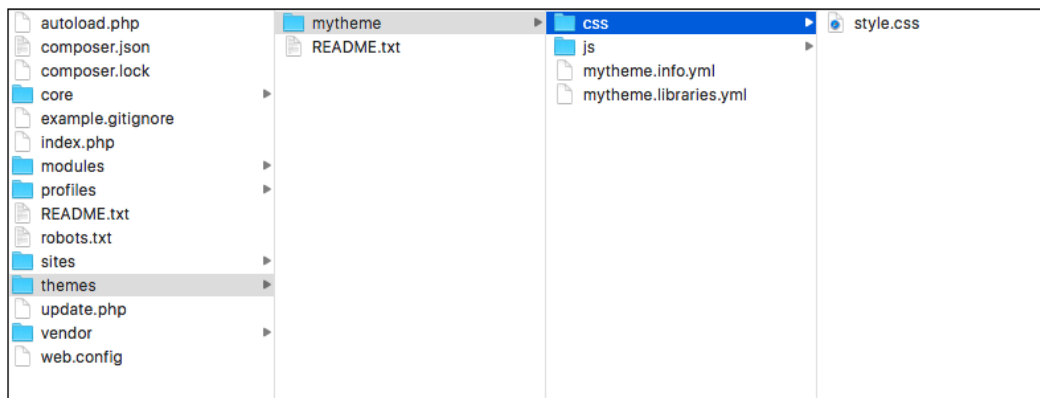 autoload.php
composer.json
composer.lock
core
example.gitignore
index.php
modules
profiles
README.txt
robots.txt
sites
themes
update.php
vendor
web.config
mytheme
README.txt
css
js
mytheme.info.yml
mytheme.libraries.yml
style.css